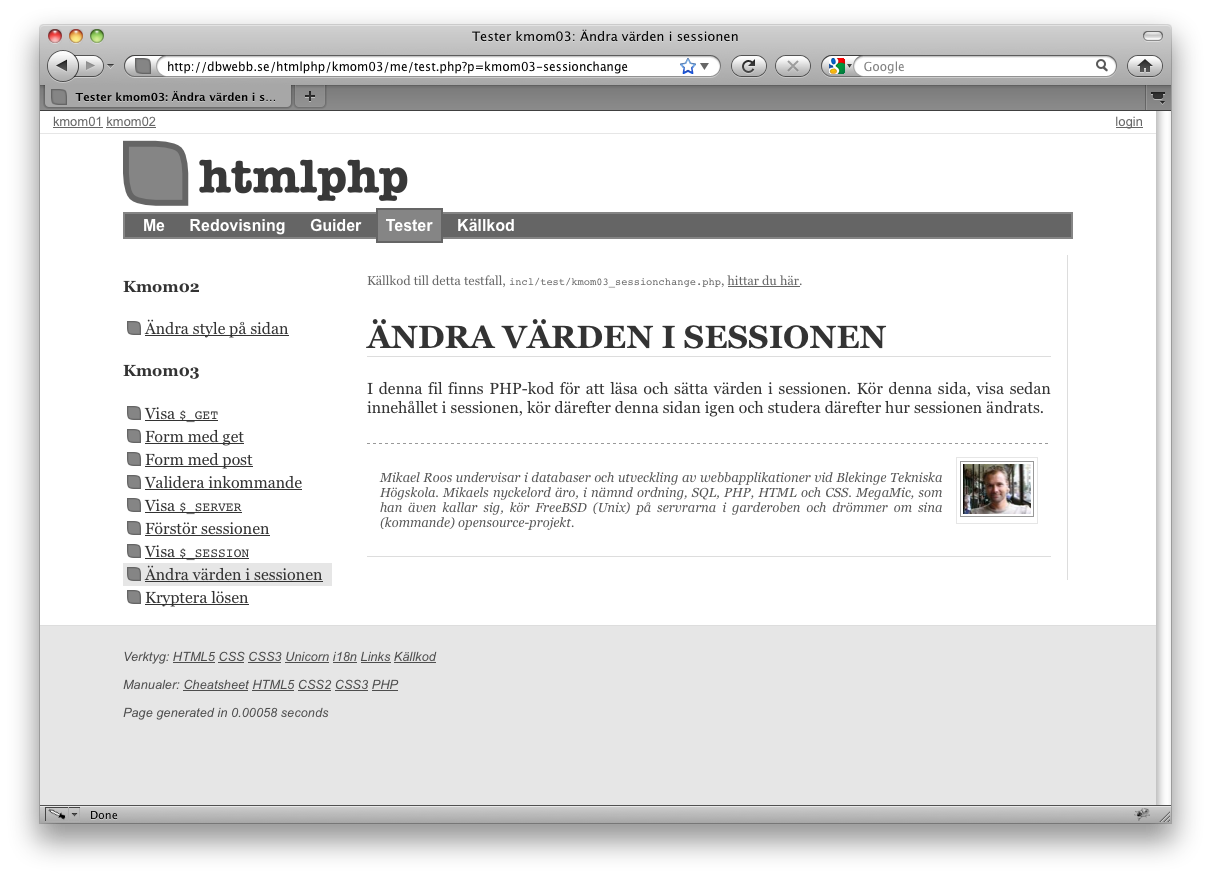 Tester kmom03: Ändra värden i sessionen
http://dbwebb.se/htmlphp/kmom03/me/test.php?p=kmom03-sessionchange
Google
Tester kmom03: Ändra värden i s...
kmom01 kmom02
login
htmlphp
Me Redovisning Guider Tester Källkod
Kmom02
Ändra style på sidan
Kmom03
Visa $_GET
Form med get
Form med post
Validera inkommande
Visa $_SERVER
Förstör sessionen
Visa $_SESSION
Ändra värden i sessionen
Kryptera lösen
Källkod till detta testfall, incl/test/kmom03_sessionchange.php, hittar du här.
ÄNDRA VÄRDEN I SESSIONEN
I denna fil finns PHP-kod för att läsa och sätta värden i sessionen. Kör denna sida, visa sedan
innehållet i sessionen, kör därefter denna sidan igen och studera därefter hur sessionen ändrats.
Mikael Roos undervisar i databaser och utveckling av webbapplikationer vid Blekinge Tekniska
Högskola. Mikaels nyckelord äro, i nämnd ordning, SQL, PHP, HTML och CSS. MegaMic, som
han även kallar sig, kör FreeBSD (Unix) på servrarna i garderoben och drömmer om sina
(kommande) opensource-projekt.
Verktyg: HTML5 CSS CSS3 Unicorn i18n Links Källkod
Manualer: Cheatsheet HTML5 CSS2 CSS3 PHP
Page generated in 0.00058 seconds
Done